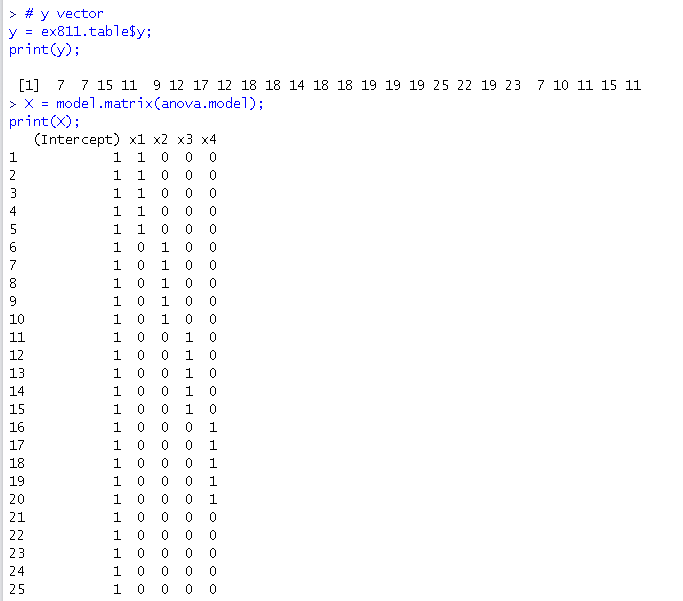 > # y vector
y = ex811.table$y;
print(y);
[1] 7 7 15 11 9 12 17 12 18 18 14 18 18 19 19 19 25 22 19 23 7 10 11 15 11
> X = model.matrix(anova.model);
print(X);
(Intercept) x1 x2 x3 x4
1 1 1 0 0 0
2 1 1 0 0 0
3 1 1 0 0 0
4 1 1 0 0 0
5 1 1 0 0 0
6 1 0 1 0 0
7 1 0 1 0 0
8 1 0 1 0 0
9 1 0 1 0 0
10 1 0 1 0 0
11 1 0 0 1 0
12 1 0 0 1 0
13 1 0 0 1 0
14 1 0 0 1 0
15 1 0 0 1 0
16 1 0 0 0 1
17 1 0 0 0 1
18 1 0 0 0 1
19 1 0 0 0 1
20 1 0 0 0 1
21 1 0 0 0 0
22 1 0 0 0 0
23 1 0 0 0 0
24 1 0 0 0 0
25 1 0 0 0 0